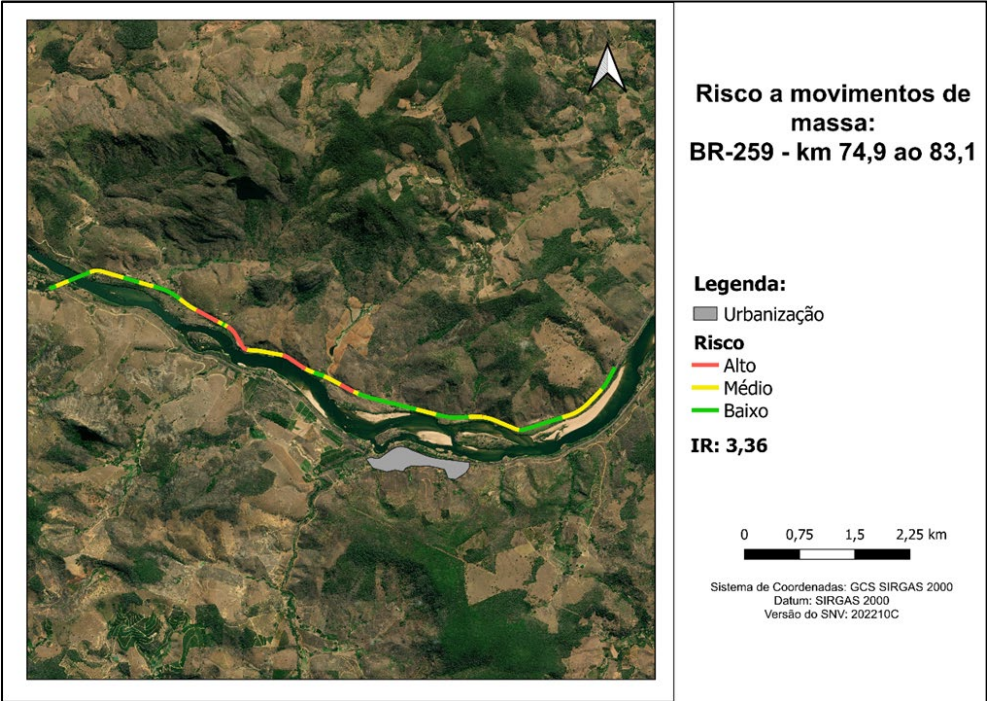 Risco a movimentos de
massa:
BR-259 - km 74,9 ao 83,1
Legenda:
Urbanização
Risco
Alto
Médio
Baixo
IR: 3,36
0 0,75 1,5 2,25 km
Sistema de Coordenadas: GCS SIRGAS 2000
Datum: SIRGAS 2000
Versão do SNV: 202210C